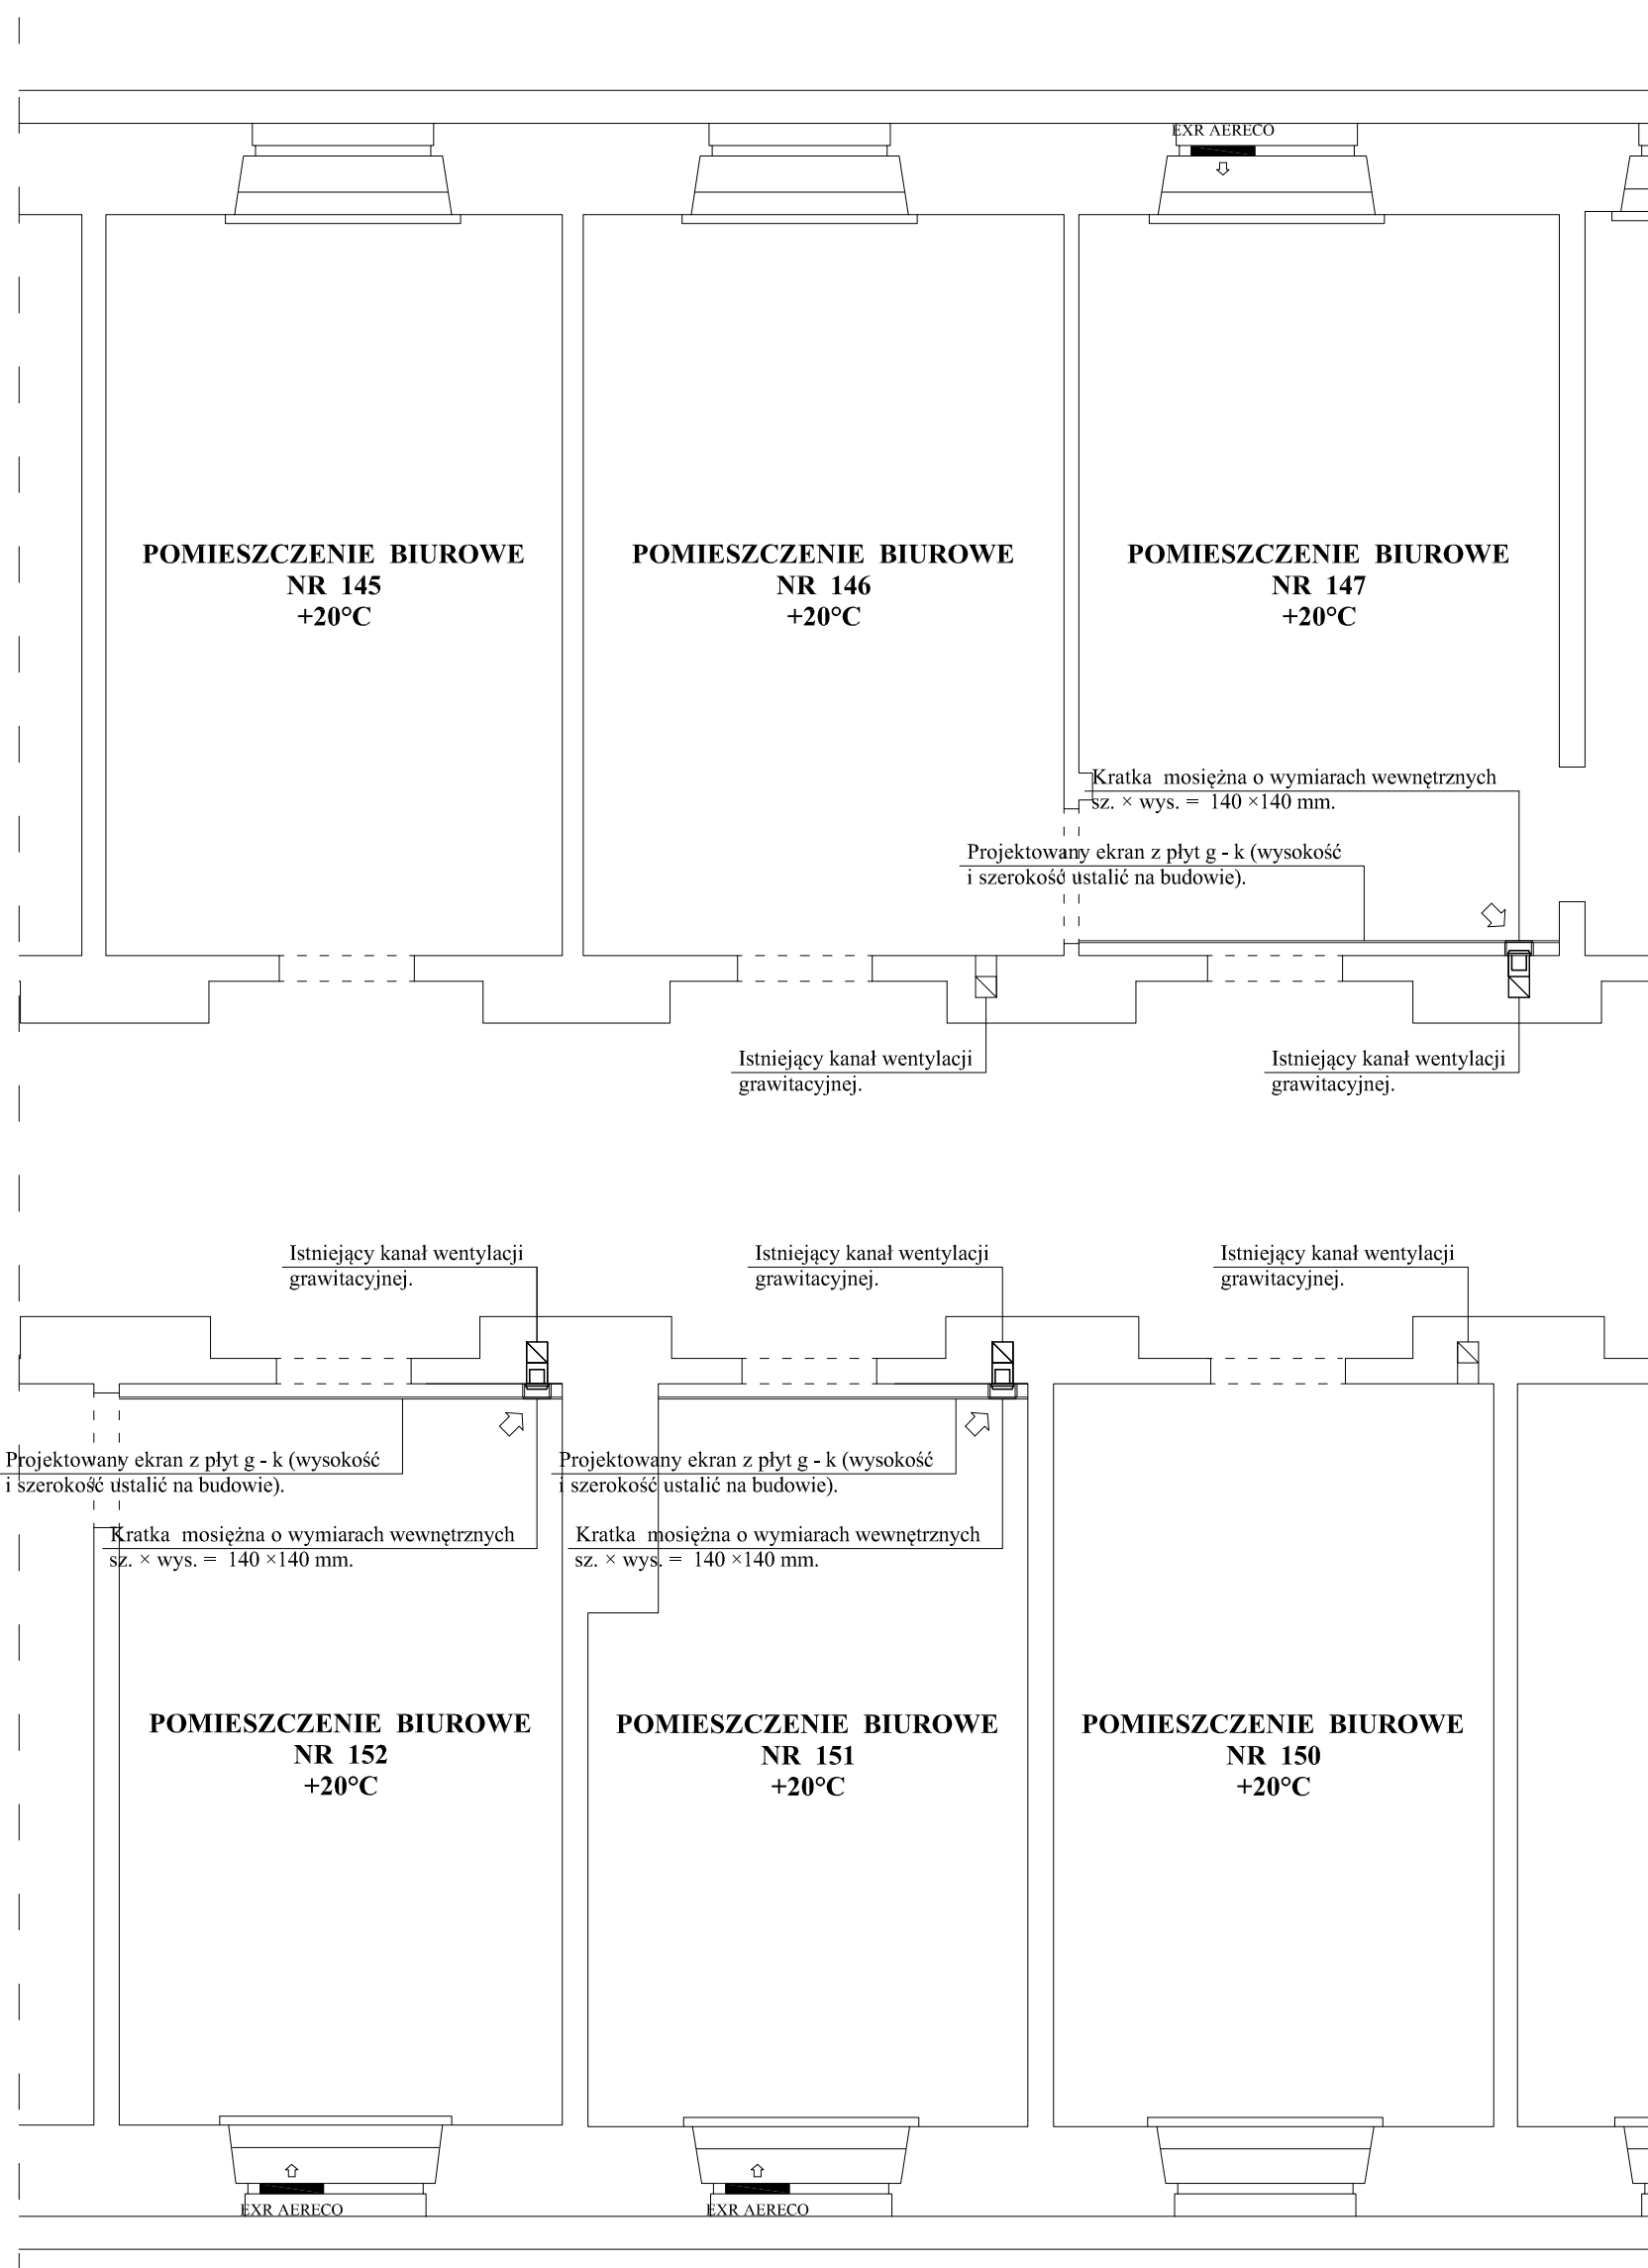 EXR AERECO
POMIESZCZENIE BIUROWE
NR 145
+20°C
POMIESZCZENIE BIUROWE
NR 146
+20°C
POMIESZCZENIE BIUROWE
NR 147
+20°C
Kratka mosiężna o wymiarach wewnętrznych
sz. × wys. = 140 ×140 mm.
Projektowany ekran z płyt g - k (wysokość
i szerokość ustalić na budowie).
Istniejący kanał wentylacji
grawitacyjnej.
Istniejący kanał wentylacji
grawitacyjnej.
Istniejący kanał wentylacji
grawitacyjnej.
Istniejący kanał wentylacji
grawitacyjnej.
Istniejący kanał wentylacji
grawitacyjnej.
Projektowany ekran z płyt g - k (wysokość
i szerokość ustalić na budowie).
Projektowany ekran z płyt g - k (wysokość
i szerokość ustalić na budowie).
Kratka mosiężna o wymiarach wewnętrznych
sz. × wys. = 140 ×140 mm.
Kratka mosiężna o wymiarach wewnętrznych
sz. × wys. = 140 ×140 mm.
POMIESZCZENIE BIUROWE
NR 152
+20°C
POMIESZCZENIE BIUROWE
NR 151
+20°C
POMIESZCZENIE BIUROWE
NR 150
+20°C
EXR AERECO
EXR AERECO